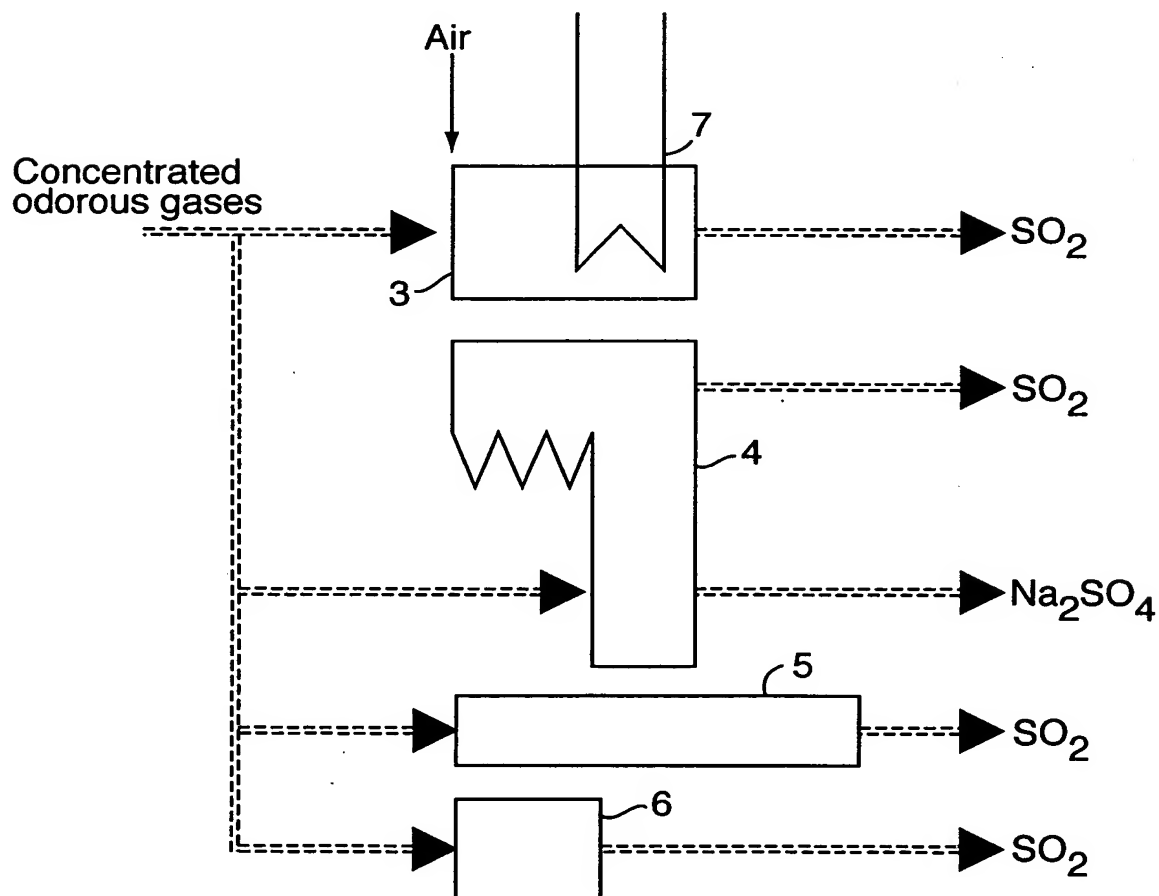 Air
7
Concentrated
odorous gases
SO₂
3
SO₂
4
Na₂SO₄
5
SO₂
6
SO₂